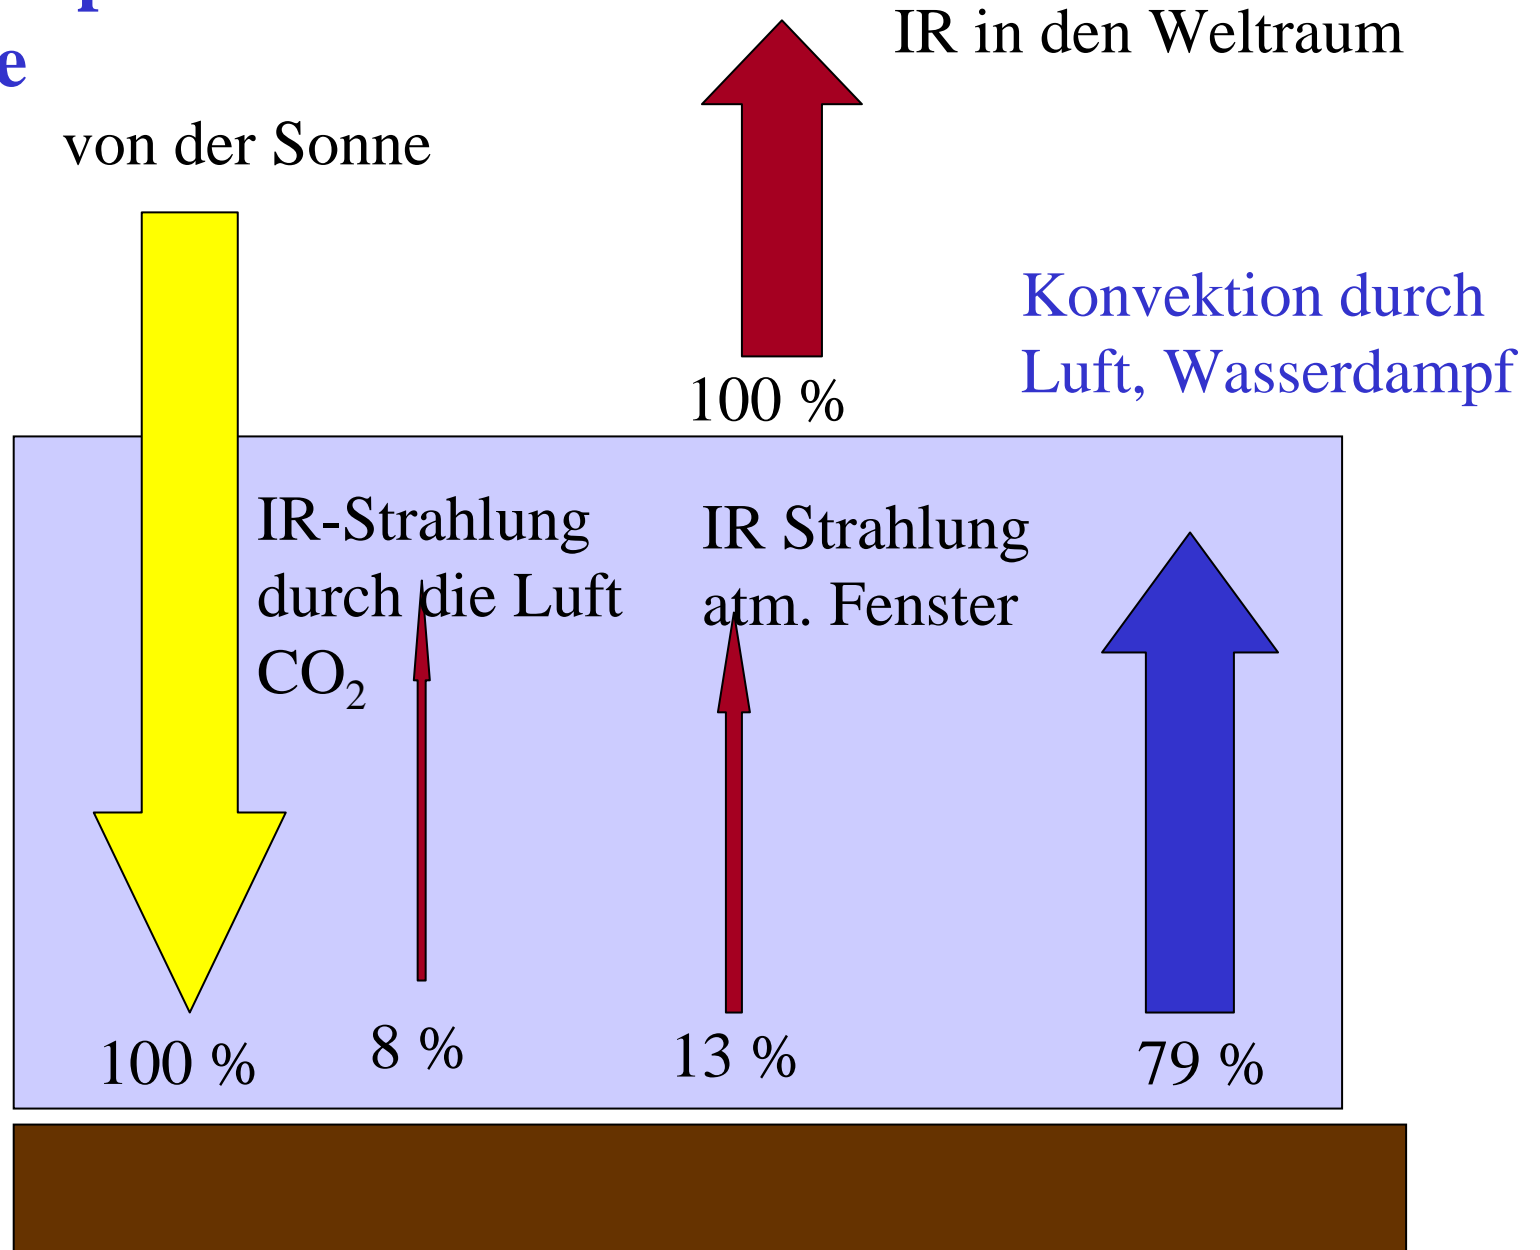 e
IR in den Weltraum
von der Sonne
Konvektion durch
Luft, Wasserdampf
100 %
IR-Strahlung
durch die Luft
CO₂
IR Strahlung
atm. Fenster
100 %
8 %
13 %
79 %